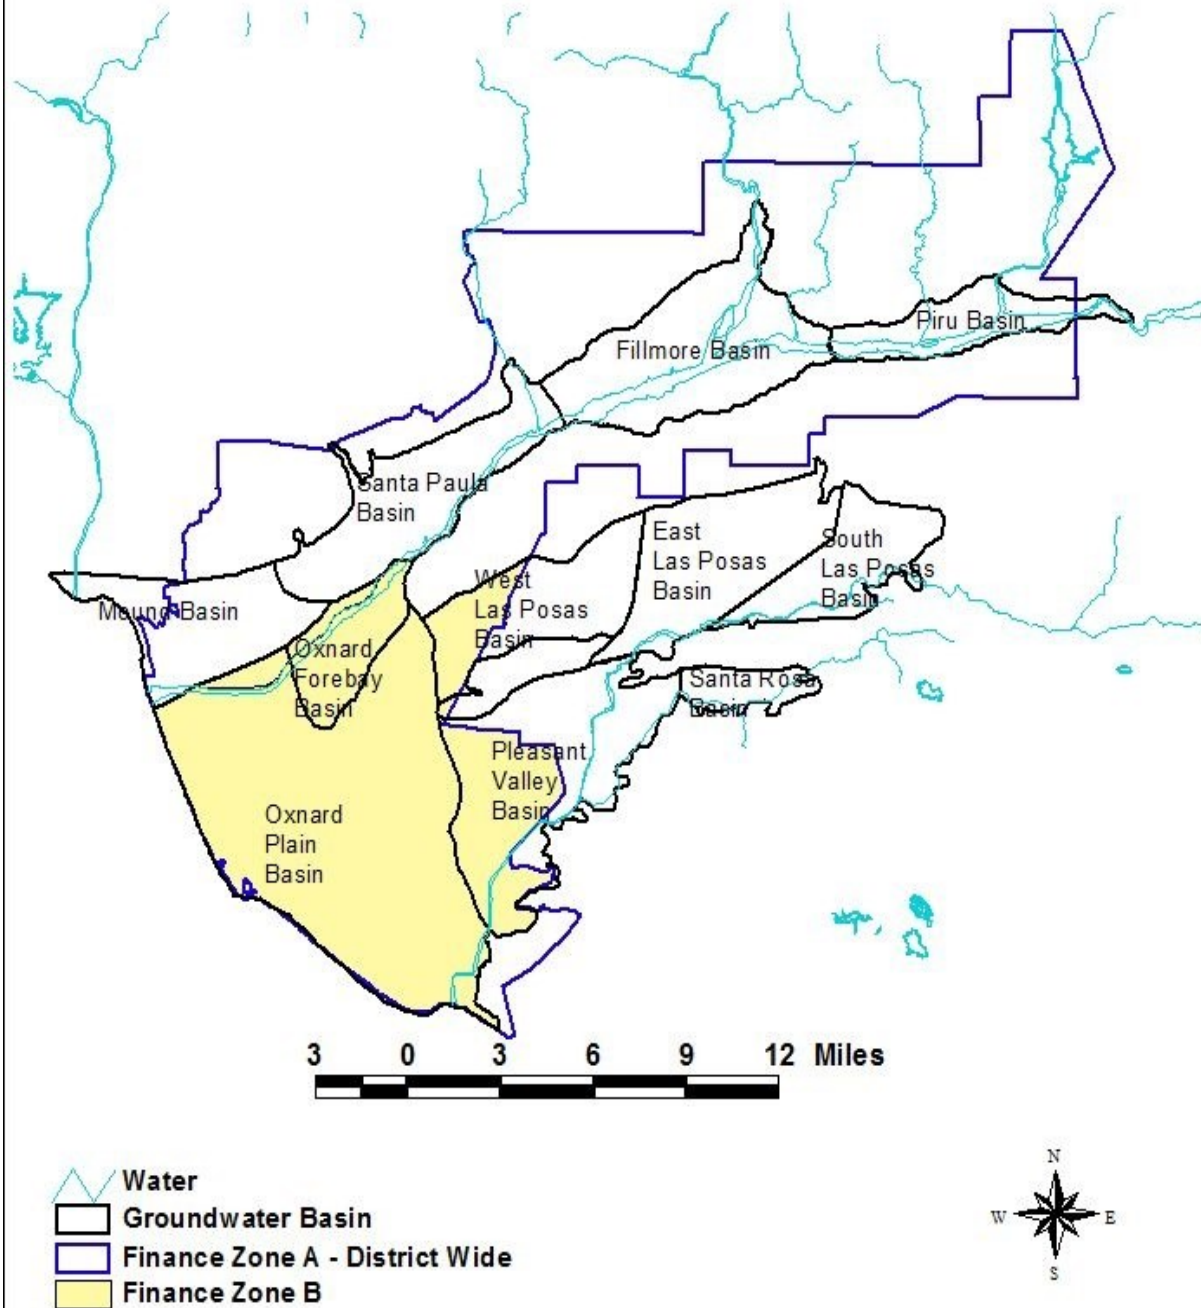 Piru Basin
Fillmore Basin
Santa Paula
Basin
East
Las Posas
Basin
South
Las Posas
Basin
West
Las Posas
Basin
Mound Basin
Oxnard
Forebay
Basin
Santa Rosa
Basin
Pleasant
Valley
Basin
Oxnard
Plain
Basin
3 0 3 6 9 12 Miles
Water
Groundwater Basin
Finance Zone A - District Wide
Finance Zone B
N
W E
S